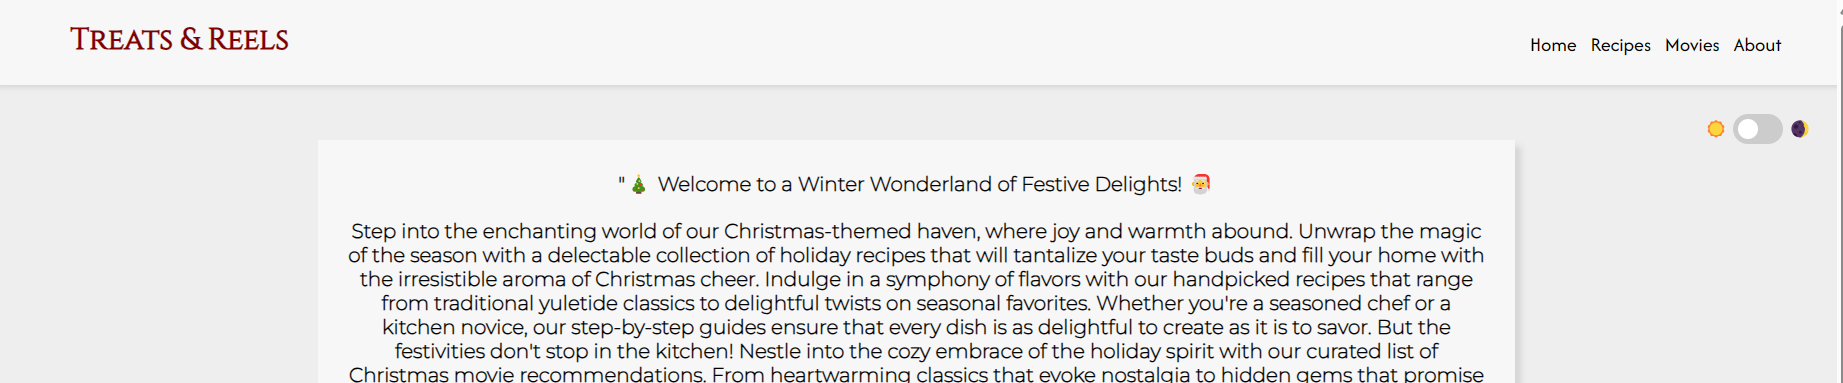 Treats & Reels
Home Recipes Movies About
"🎄 Welcome to a Winter Wonderland of Festive Delights! 🎅
Step into the enchanting world of our Christmas-themed haven, where joy and warmth abound. Unwrap the magic
of the season with a delectable collection of holiday recipes that will tantalize your taste buds and fill your home with
the irresistible aroma of Christmas cheer. Indulge in a symphony of flavors with our handpicked recipes that range
from traditional yuletide classics to delightful twists on seasonal favorites. Whether you're a seasoned chef or a
kitchen novice, our step-by-step guides ensure that every dish is as delightful to create as it is to savor. But the
festivities don't stop in the kitchen! Nestle into the cozy embrace of the holiday spirit with our curated list of
Christmas movie recommendations. From heartwarming classics that evoke nostalgia to hidden gems that promise